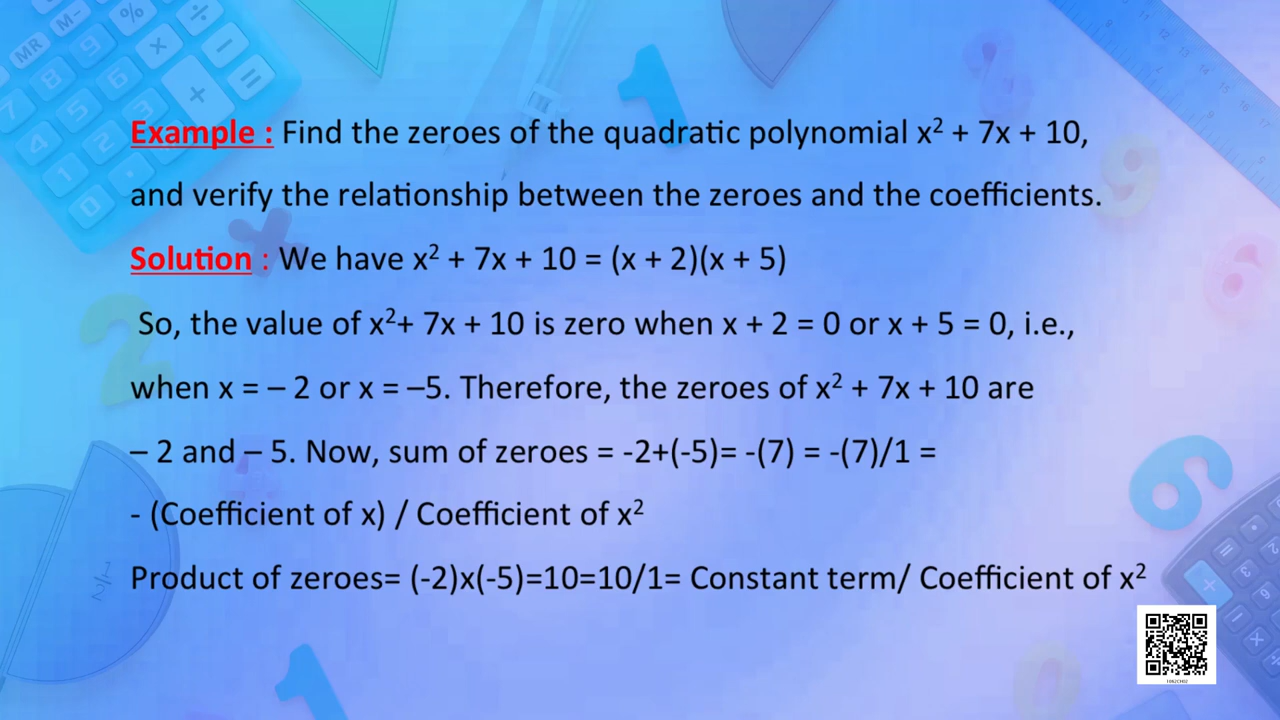 Example : Find the zeroes of the quadratic polynomial x² + 7x + 10,
and verify the relationship between the zeroes and the coefficients.
Solution : We have x² + 7x + 10 = (x + 2)(x + 5)
So, the value of x²+ 7x + 10 is zero when x + 2 = 0 or x + 5 = 0, i.e.,
when x = – 2 or x = –5. Therefore, the zeroes of x² + 7x + 10 are
– 2 and – 5. Now, sum of zeroes = -2+(-5)= -(7) = -(7)/1 =
- (Coefficient of x) / Coefficient of x²
Product of zeroes= (-2)x(-5)=10=10/1= Constant term/ Coefficient of x²
1062CH02